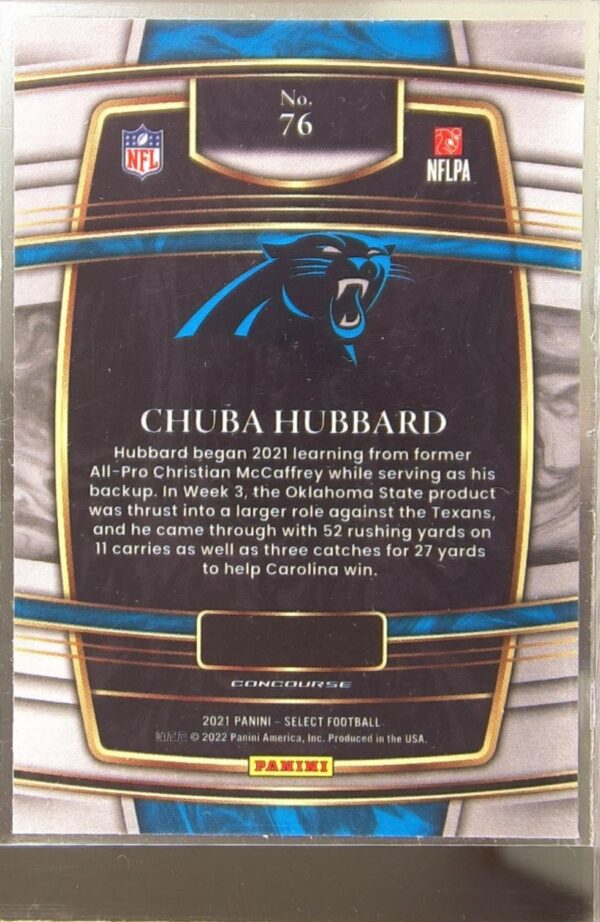 No.
76
NFL
NFLPA
CHUBA HUBBARD
Hubbard began 2021 learning from former
All-Pro Christian McCaffrey while serving as his
backup. In Week 3, the Oklahoma State product
was thrust into a larger role against the Texans,
and he came through with 52 rushing yards on
11 carries as well as three catches for 27 yards
to help Carolina win.
CONCOURSE
2021 PANINI - SELECT FOOTBALL
帕尼尼 © 2022 Panini America, Inc. Produced in the USA.
PANINI